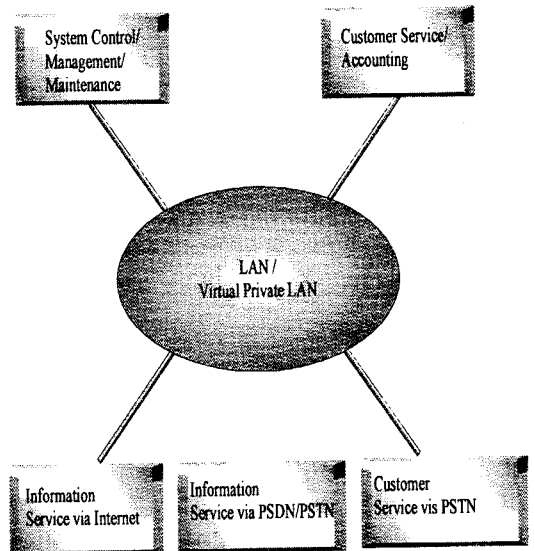 System Control/
Management/
Maintenance
Customer Service/
Accounting
LAN /
Virtual Private LAN
Information
Service via Internet
Information
Service via PSDN/PSTN
Customer
Service vis PSTN